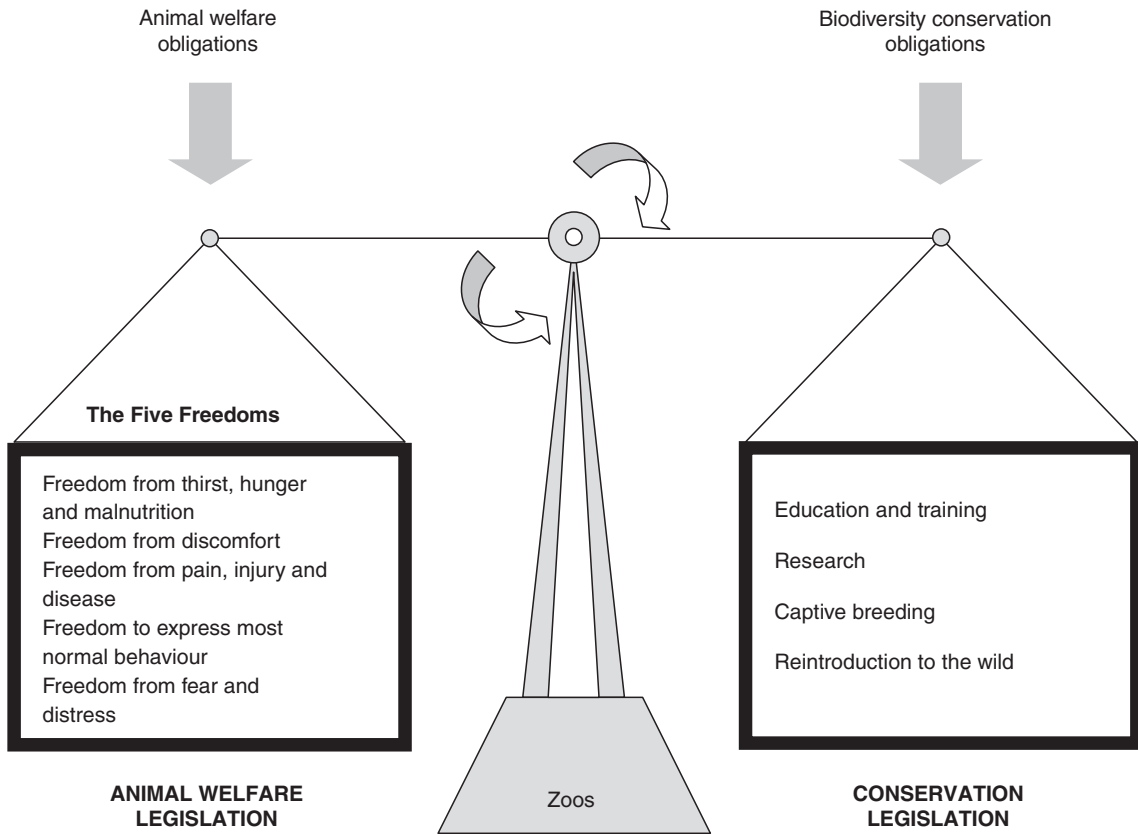 Animal welfare
obligations
Biodiversity conservation
obligations
The Five Freedoms
Freedom from thirst, hunger
and malnutrition
Freedom from discomfort
Freedom from pain, injury and
disease
Freedom to express most
normal behaviour
Freedom from fear and
distress
Education and training
Research
Captive breeding
Reintroduction to the wild
ANIMAL WELFARE
LEGISLATION
Zoos
CONSERVATION
LEGISLATION